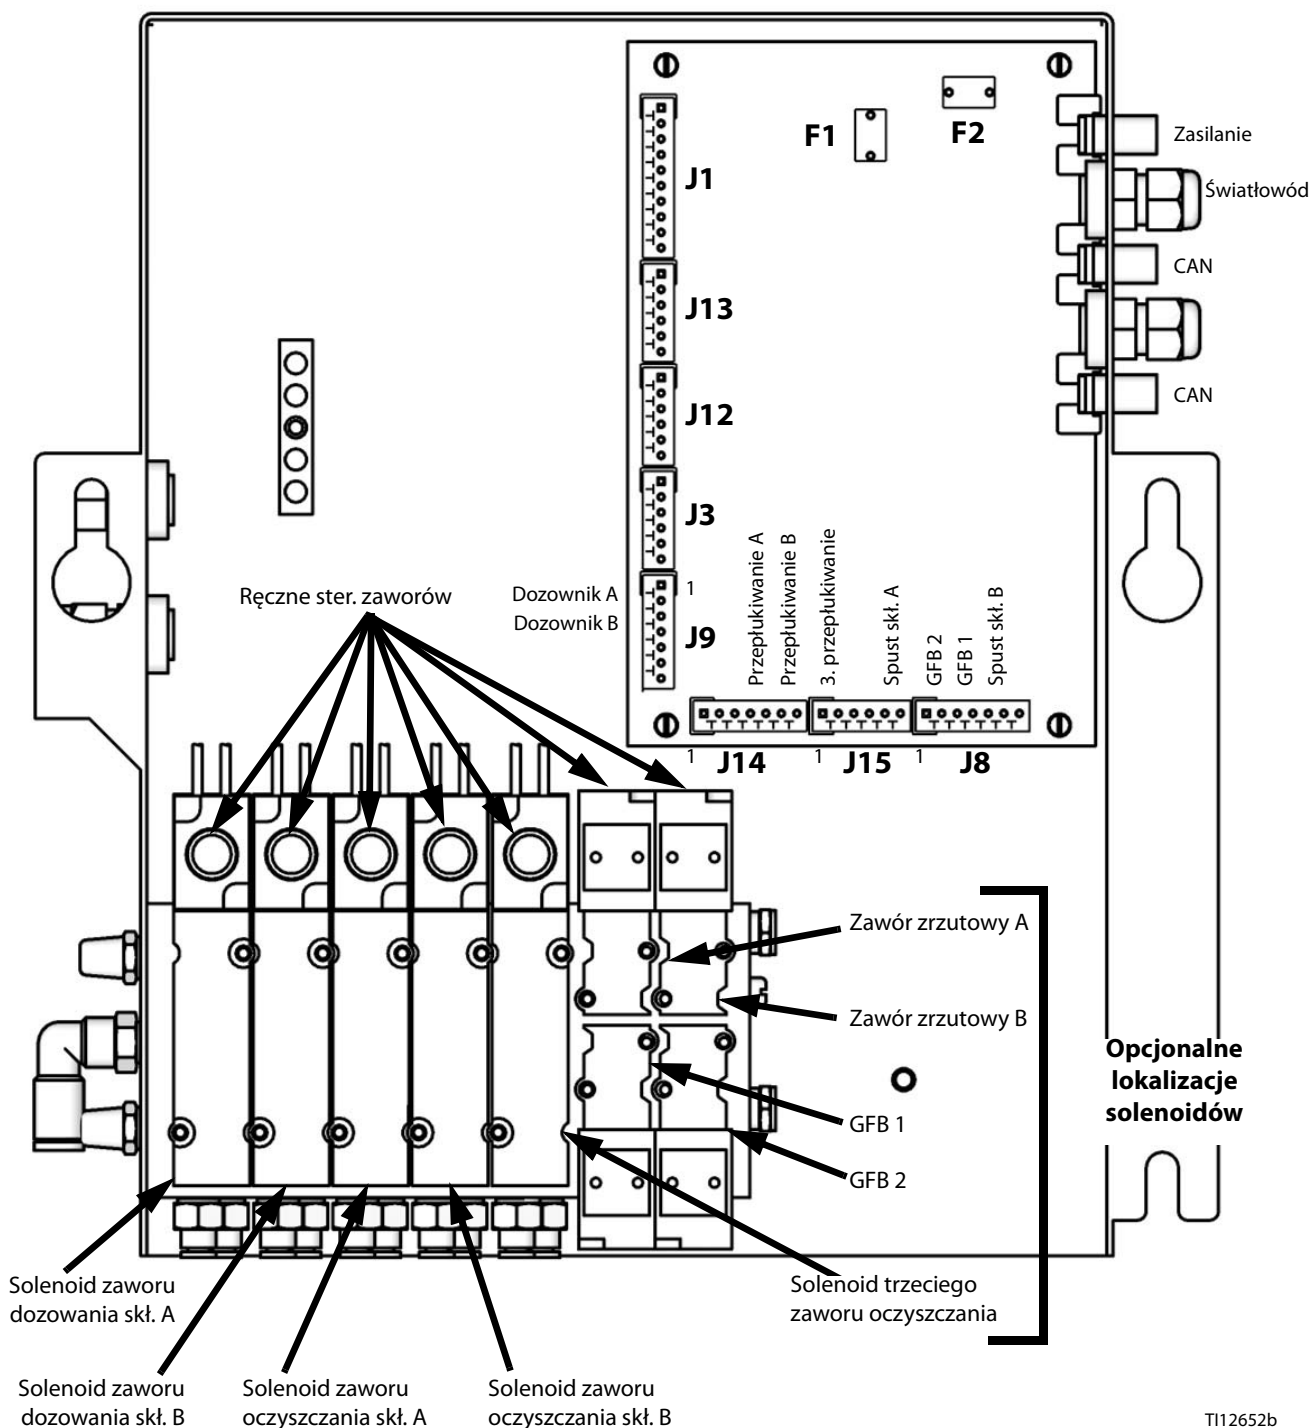 F1
F2
Zasilanie
Światłowód
CAN
CAN
J1
J13
J12
J3
J9
1
Dozownik A
Dozownik B
Ręczne ster. zaworów
Przepłukiwanie A
Przepłukiwanie B
3. przepłukiwanie
Spust skł. A
GFB 2
GFB 1
Spust skł. B
1
J14
1
J15
1
J8
Zawór zrzutowy A
Zawór zrzutowy B
GFB 1
GFB 2
Opcjonalne
lokalizacje
solenoidów
Solenoid trzeciego
zaworu oczyszczania
Solenoid zaworu
dozowania skł. A
Solenoid zaworu
dozowania skł. B
Solenoid zaworu
oczyszczania skł. A
Solenoid zaworu
oczyszczania skł. B
TI12652b